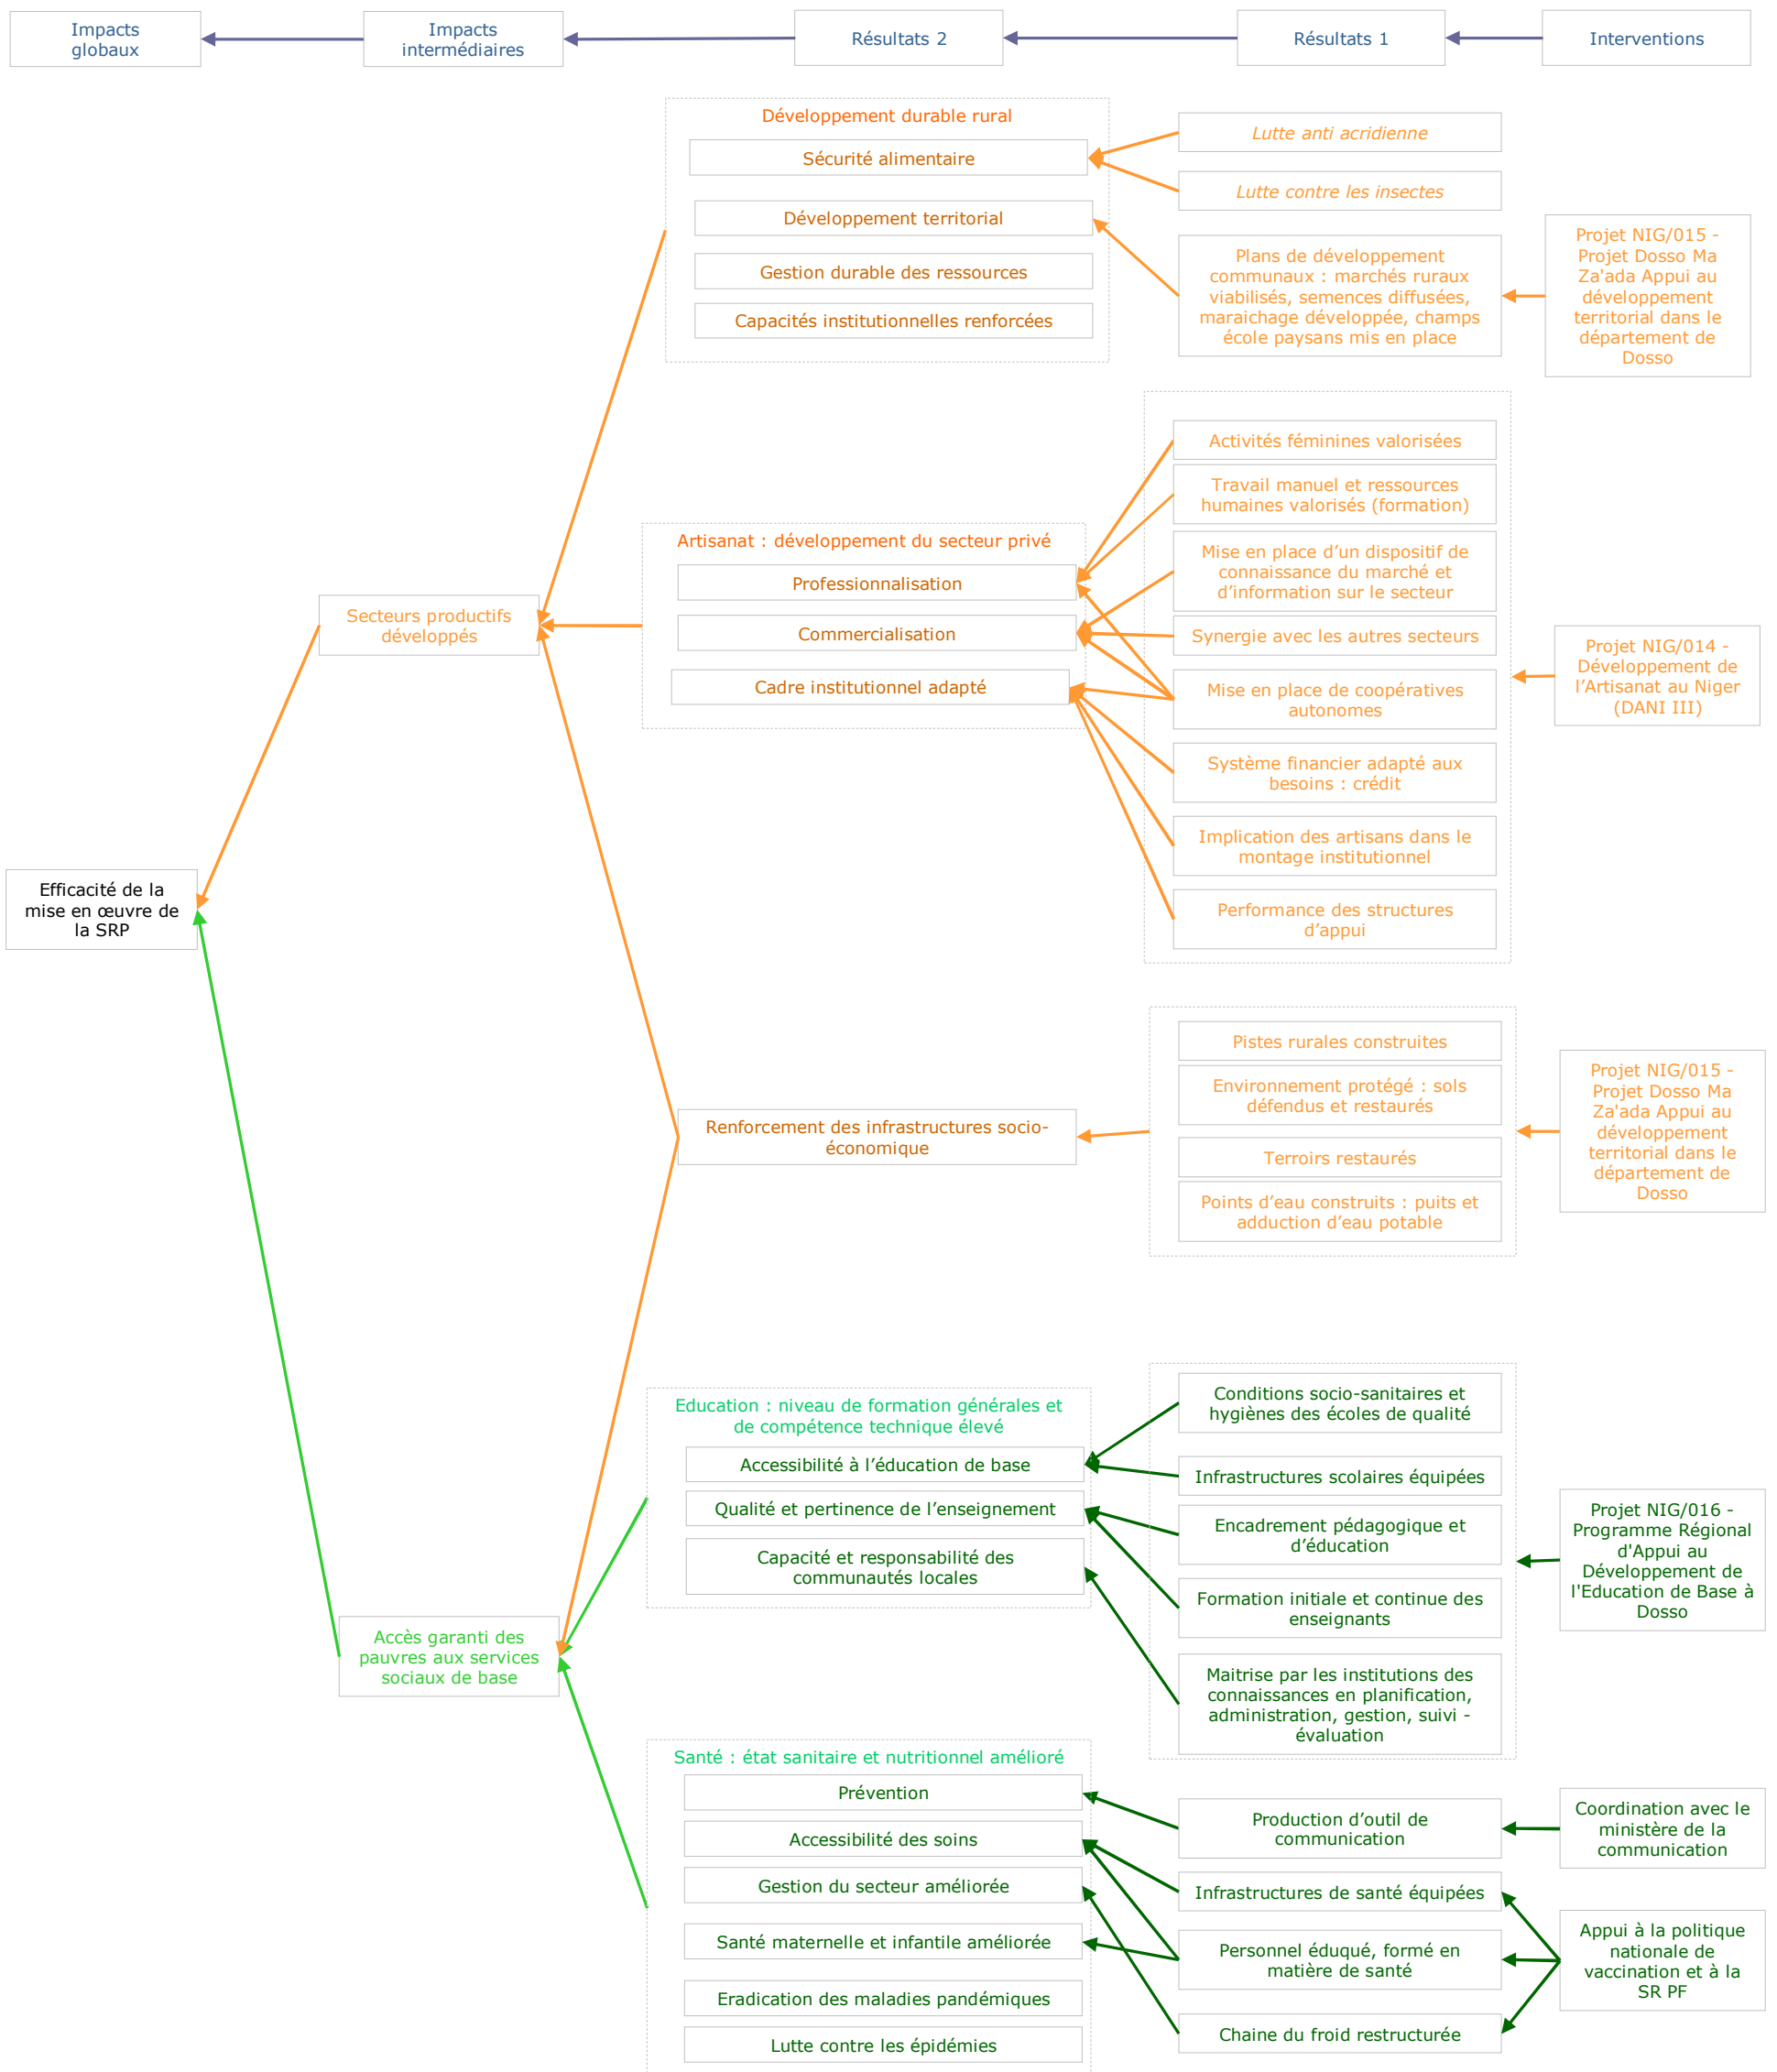 Impacts
globaux
Impacts
intermédiaires
Résultats 2
Résultats 1
Interventions
Développement durable rural
Sécurité alimentaire
Développement territorial
Gestion durable des ressources
Capacités institutionnelles renforcées
Lutte anti acridienne
Lutte contre les insectes
Plans de développement
communaux : marchés ruraux
viabilisés, semences diffusées,
maraichage développée, champs
école paysans mis en place
Projet NIG/015 -
Projet Dosso Ma
Za'ada Appui au
développement
territorial dans le
département de
Dosso
Secteurs productifs
développés
Artisanat : développement du secteur privé
Professionnalisation
Commercialisation
Cadre institutionnel adapté
Activités féminines valorisées
Travail manuel et ressources
humaines valorisés (formation)
Mise en place d’un dispositif de
connaissance du marché et
d’information sur le secteur
Synergie avec les autres secteurs
Mise en place de coopératives
autonomes
Système financier adapté aux
besoins : crédit
Implication des artisans dans le
montage institutionnel
Performance des structures
d’appui
Projet NIG/014 -
Développement de
l’Artisanat au Niger
(DANI III)
Efficacité de la
mise en œuvre de
la SRP
Renforcement des infrastructures socio-
économique
Pistes rurales construites
Environnement protégé : sols
défendus et restaurés
Terroirs restaurés
Points d’eau construits : puits et
adduction d’eau potable
Projet NIG/015 -
Projet Dosso Ma
Za'ada Appui au
développement
territorial dans le
département de
Dosso
Accès garanti des
pauvres aux services
sociaux de base
Education : niveau de formation générales et
de compétence technique élevé
Accessibilité à l’éducation de base
Qualité et pertinence de l’enseignement
Capacité et responsabilité des
communautés locales
Conditions socio-sanitaires et
hygiènes des écoles de qualité
Infrastructures scolaires équipées
Encadrement pédagogique et
d’éducation
Formation initiale et continue des
enseignants
Maitrise par les institutions des
connaissances en planification,
administration, gestion, suivi -
évaluation
Projet NIG/016 -
Programme Régional
d'Appui au
Développement de
l'Education de Base à
Dosso
Santé : état sanitaire et nutritionnel amélioré
Prévention
Accessibilité des soins
Gestion du secteur améliorée
Santé maternelle et infantile améliorée
Eradication des maladies pandémiques
Lutte contre les épidémies
Production d’outil de
communication
Infrastructures de santé équipées
Personnel éduqué, formé en
matière de santé
Chaine du froid restructurée
Coordination avec le
ministère de la
communication
Appui à la politique
nationale de
vaccination et à la
SR PF